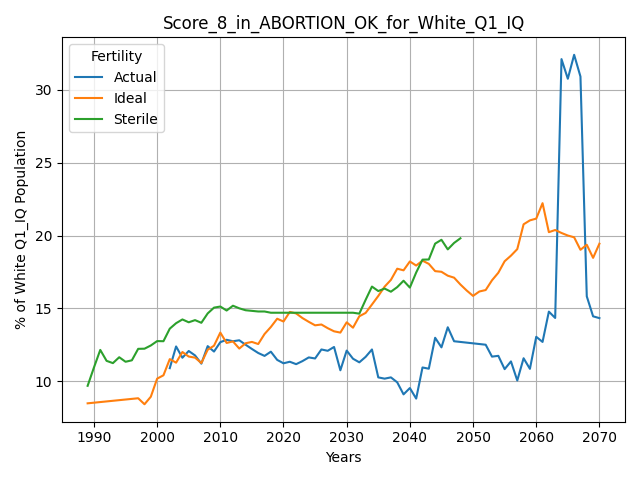 Score_8_in_ABORTION_OK_for_White_Q1_IQ
Fertility
Actual
Ideal
Sterile
% of White Q1_IQ Population
30
25
20
15
10
1990 2000 2010 2020 2030 2040 2050 2060 2070
Years